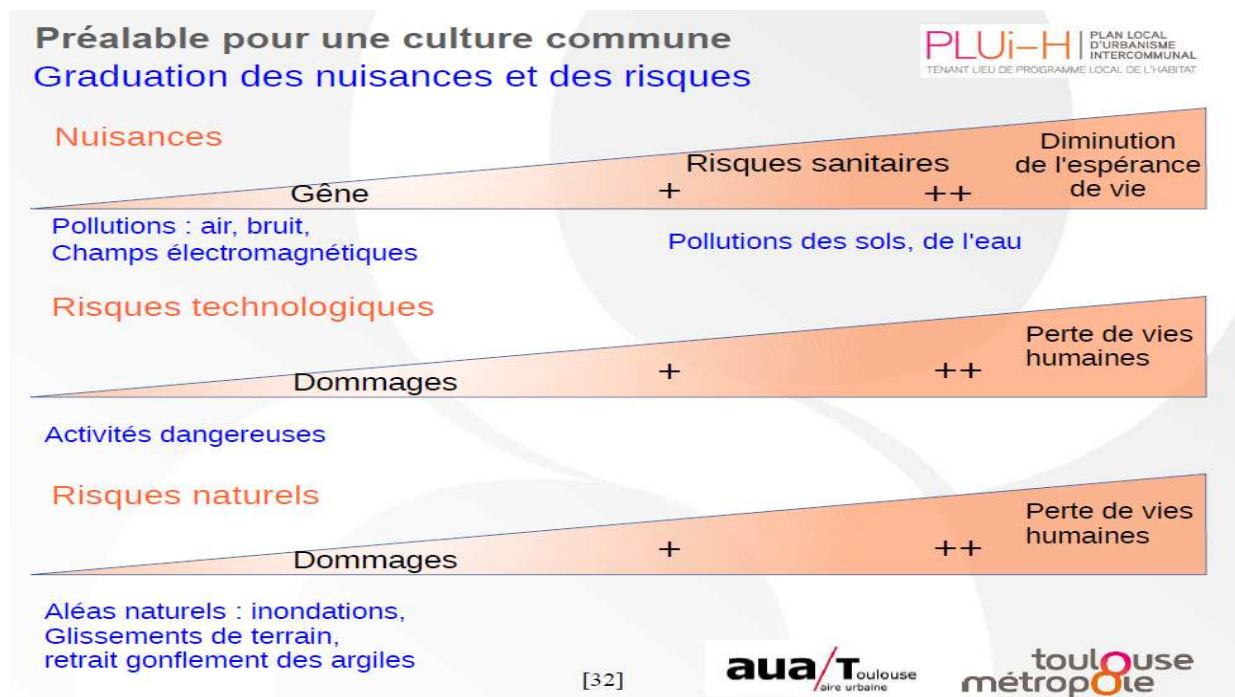 Préalable pour une culture commune
Graduation des nuisances et des risques
PLUi-H
PLAN LOCAL
D'URBANISME
INTERCOMMUNAL
TENANT LIEU DE PROGRAMME LOCAL DE L'HABITAT
Nuisances
Gêne
Risques sanitaires
+
++
Diminution
de l'espérance
de vie
Pollutions : air, bruit,
Champs électromagnétiques
Pollutions des sols, de l'eau
Risques technologiques
Dommages
+
++
Perte de vies
humaines
Activités dangereuses
Risques naturels
Dommages
+
++
Perte de vies
humaines
Aléas naturels : inondations,
Glissements de terrain,
retrait gonflement des argiles
[32]
aua/Toulouse
aire urbaine
toulouse
métropole